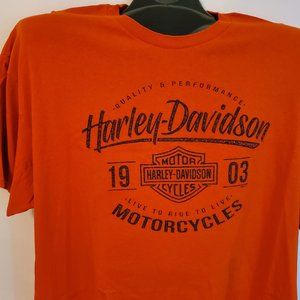 QUALITY & PERFORMANCE
Harley-Davidson
19 03
MOTOR
HARLEY-DAVIDSON
CYCLES
LIVE TO RIDE TO LIVE
MOTORCYCLES